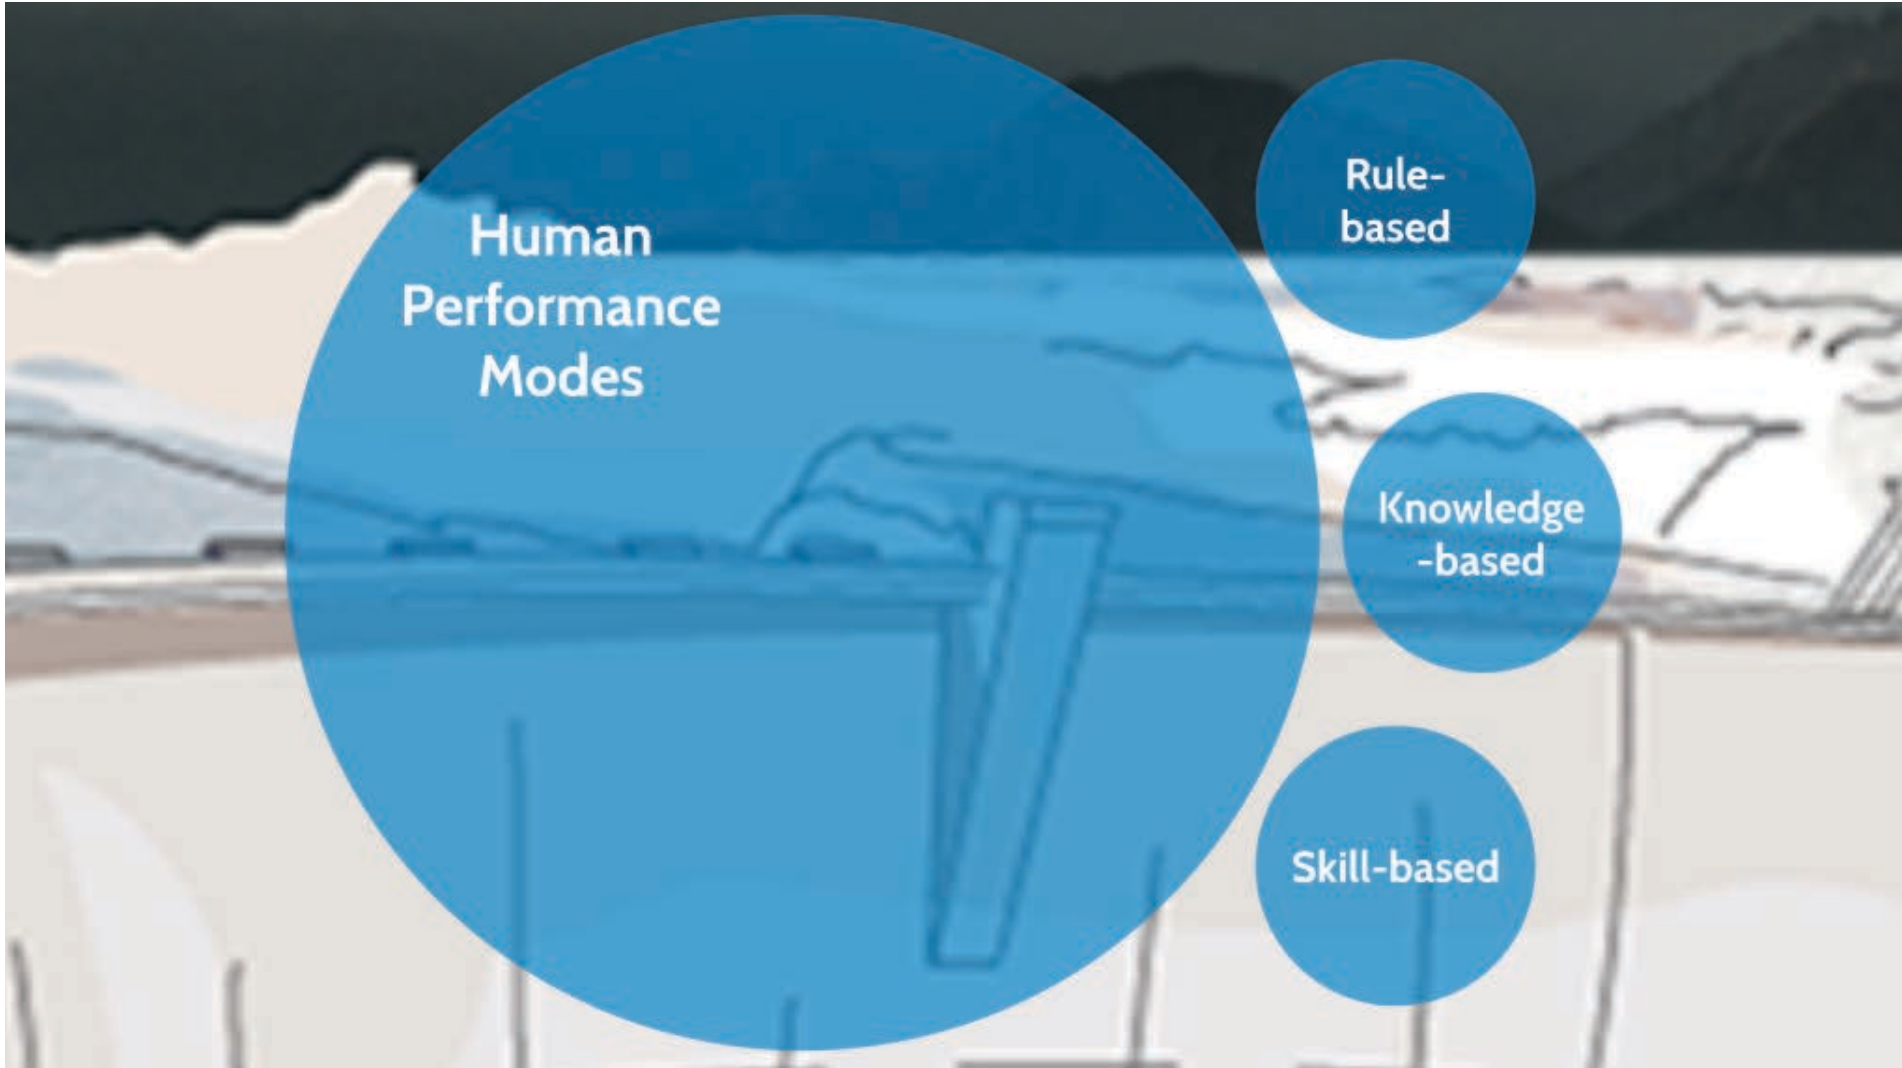 Human
Performance
Modes
Rule-
based
Knowledge
-based
Skill-based